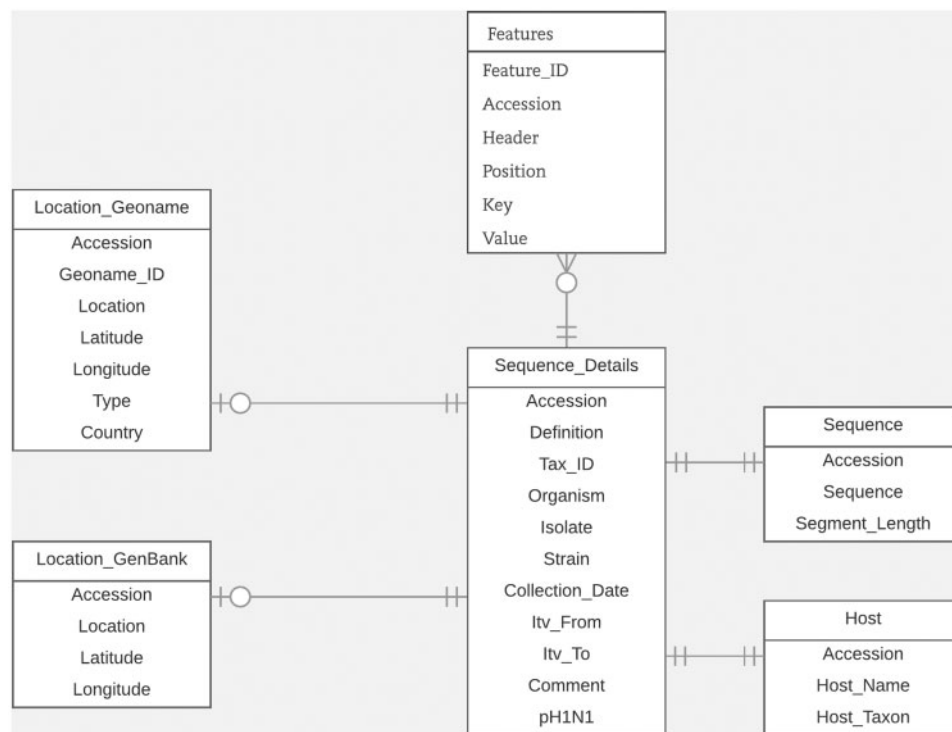 Features
Feature_ID
Accession
Header
Position
Key
Value
Location_Geoname
Accession
Geoname_ID
Location
Latitude
Longitude
Type
Country
Location_GenBank
Accession
Location
Latitude
Longitude
Sequence_Details
Accession
Definition
Tax_ID
Organism
Isolate
Strain
Collection_Date
Itv_From
Itv_To
Comment
pH1N1
Sequence
Accession
Sequence
Segment_Length
Host
Accession
Host_Name
Host_Taxon